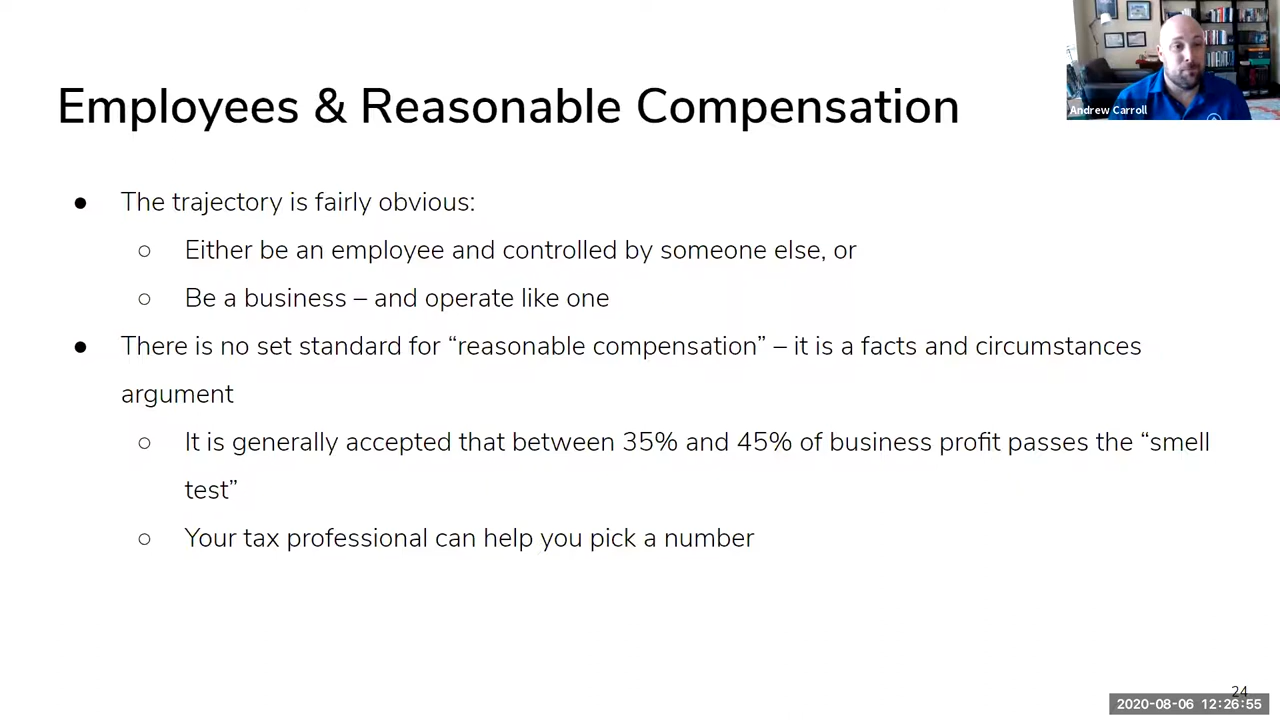 Andrew Carroll
Employees & Reasonable Compensation
● The trajectory is fairly obvious:
○ Either be an employee and controlled by someone else, or
○ Be a business – and operate like one
● There is no set standard for “reasonable compensation” – it is a facts and circumstances
argument
○ It is generally accepted that between 35% and 45% of business profit passes the “smell
test”
○ Your tax professional can help you pick a number
24
2020-08-06 12:26:55